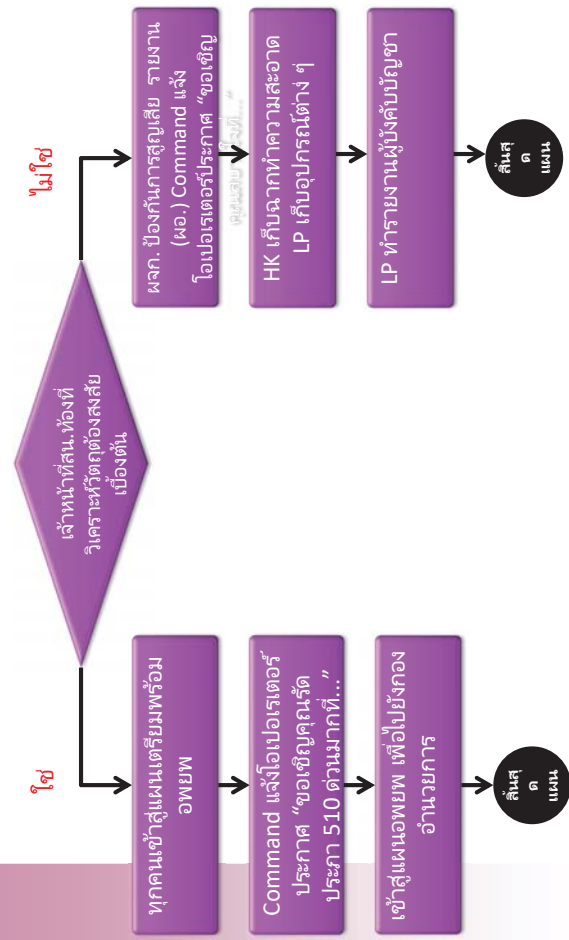 เจ้าหน้าที่สน.ท้องที่
วิเคราะห์วัตถุต้องสงสัย
เบื้องต้น
ใช่
ทุกคนเข้าสู่แผนเตรียมพร้อม
อพยพ
Command แจ้งโอเปอเรเตอร์
ประกาศ “ขอเชิญคุณรัด
ประภา 510 ด่วนมากที่...”
เข้าสู่แผนอพยพ เพื่อไปยังกอง
อำนวยการ
สิ้นสุ
ด
แผน
ไม่ใช่
ผจก. ป้องกันการสูญเสีย รายงาน
(ผอ.) Command แจ้ง
โอเปอเรเตอร์ประกาศ “ขอเชิญ
HK เก็บฉากทำความสะอาด
LP เก็บอุปกรณ์ต่าง ๆ
LP ทำรายงานผู้บังคับบัญชา
สิ้นสุ
ด
แผน